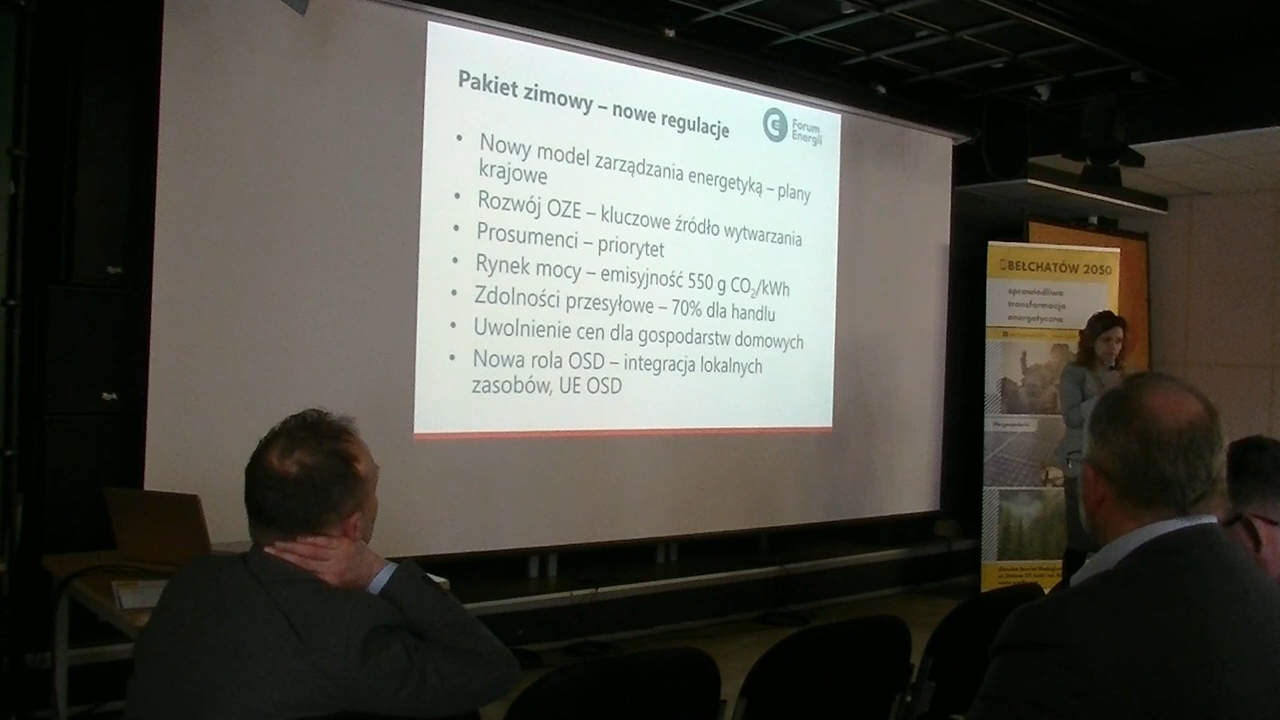 Pakiet zimowy – nowe regulacje
Forum
Energii
• Nowy model zarządzania energetyką – plany
krajowe
• Rozwój OZE – kluczowe źródło wytwarzania
• Prosumenci – priorytet
• Rynek mocy – emisyjność 550 g CO₂/kWh
• Zdolności przesyłowe – 70% dla handlu
• Uwolnienie cen dla gospodarstw domowych
• Nowa rola OSD – integracja lokalnych
zasobów, UE OSD
BEŁCHATÓW 2050
sprawiedliwa
transformacja
energetyczna